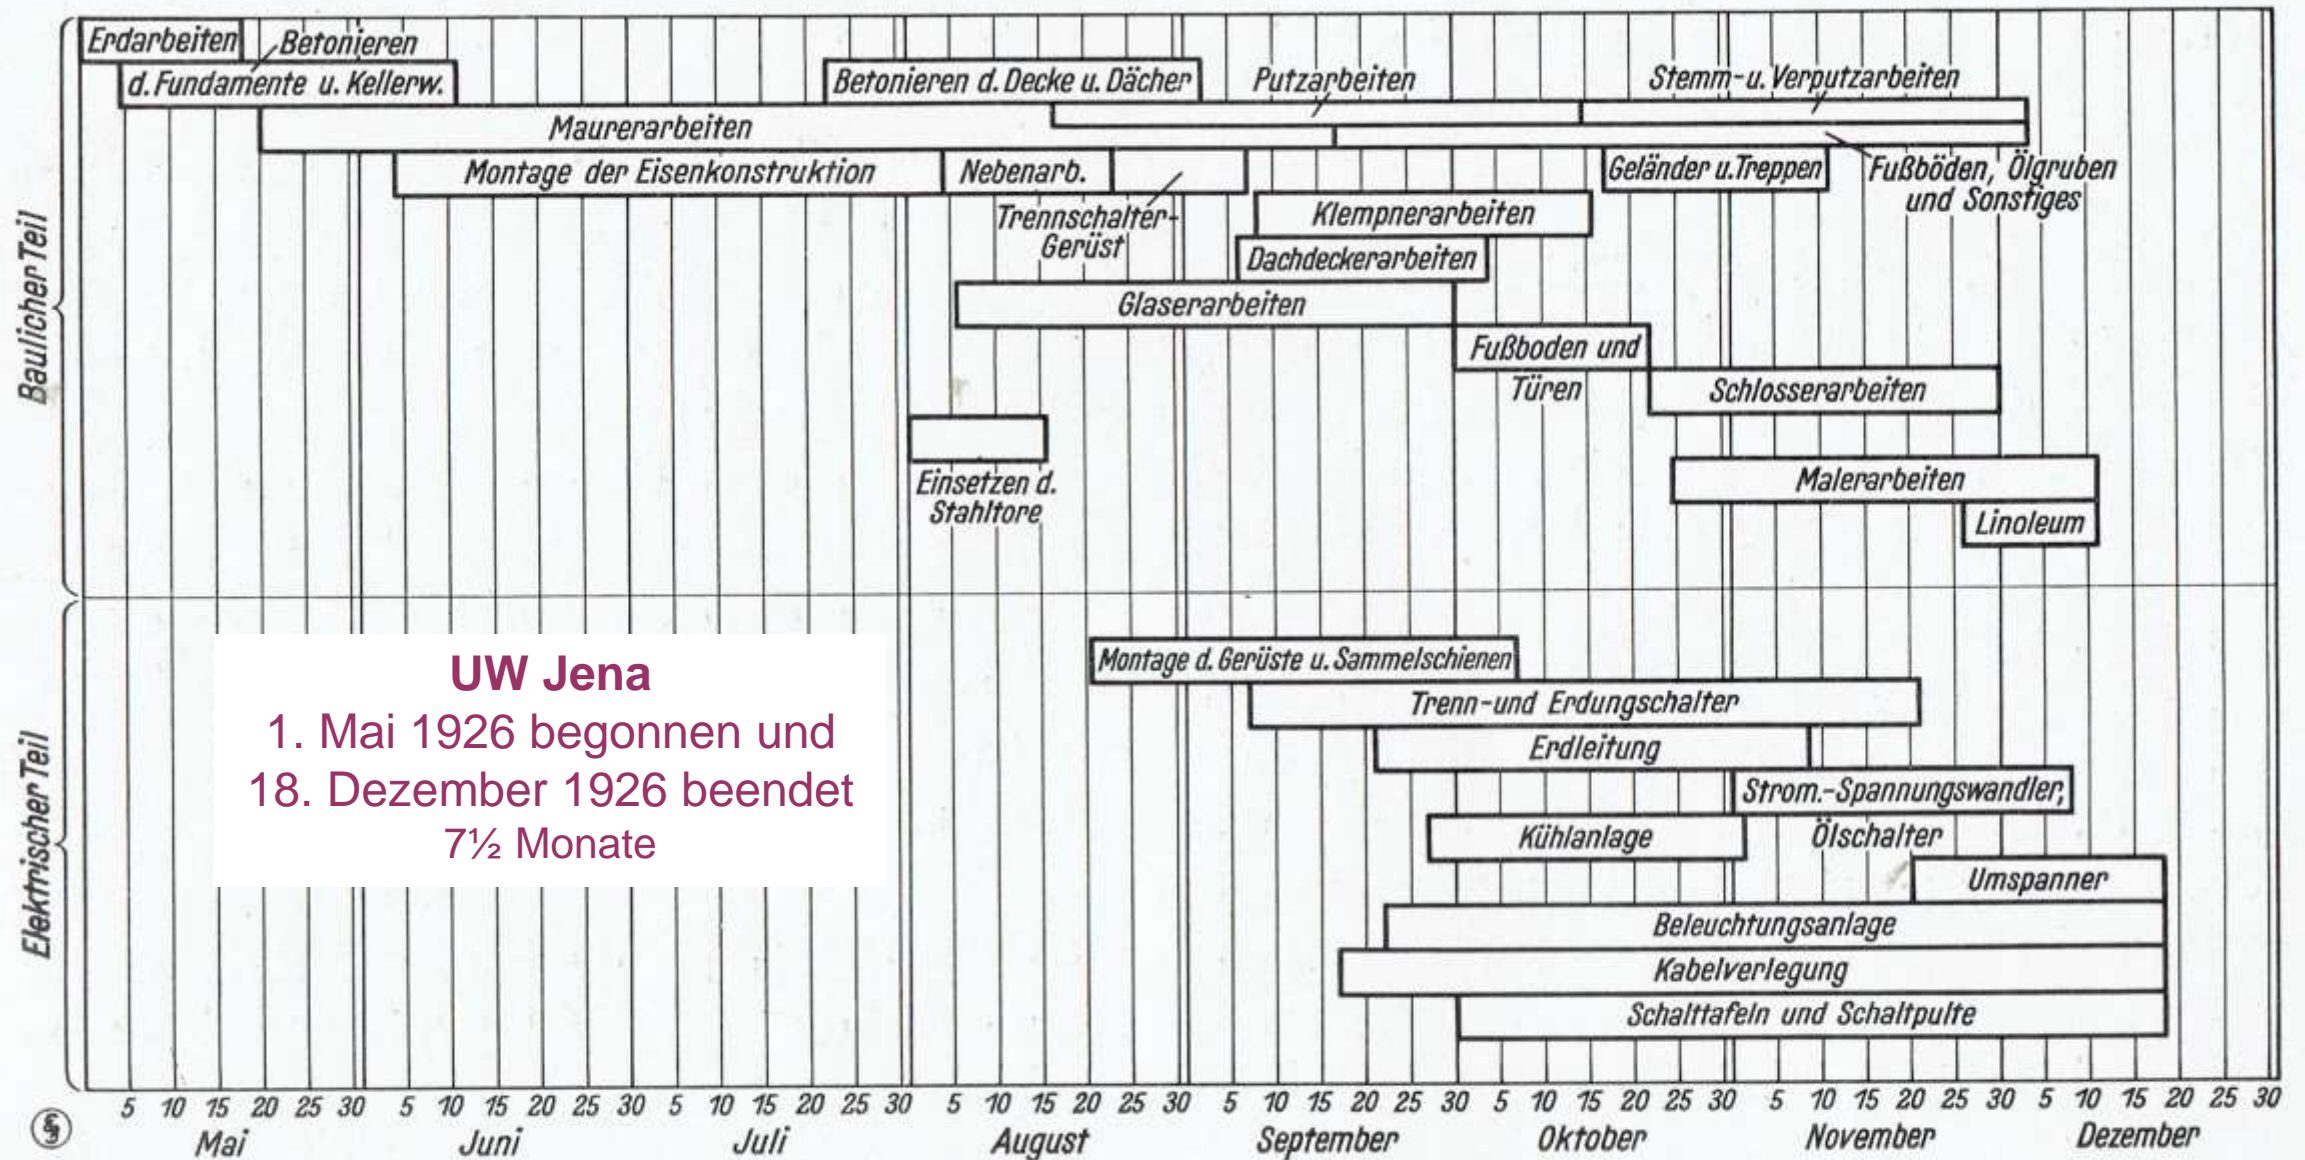 Erdarbeiten
Betonieren
d. Fundamente u. Kellerw.
Betonieren d. Decke u. Dächer
Putzarbeiten
Stemm- u. Verputzarbeiten
Maurerarbeiten
Montage der Eisenkonstruktion
Nebenarb.
Trennschalter-
Gerüst
Geländer u. Treppen
Fußböden, Ölgruben
und Sonstiges
Klempnerarbeiten
Dachdeckerarbeiten
Glaserarbeiten
Fußboden und
Türen
Schlosserarbeiten
Einsetzen d.
Stahltore
Malerarbeiten
Linoleum
Baulicher Teil
UW Jena
1. Mai 1926 begonnen und
18. Dezember 1926 beendet
7½ Monate
Montage d. Gerüste u. Sammelschienen
Trenn- und Erdungschalter
Erdleitung
Strom.-Spannungswandler,
Ölschalter
Kühlanlage
Umspanner
Beleuchtungsanlage
Kabelverlegung
Schalttafeln und Schaltpulte
Elektrischer Teil
5 10 15 20 25 30 5 10 15 20 25 30 5 10 15 20 25 30 5 10 15 20 25 30 5 10 15 20 25 30 5 10 15 20 25 30 5 10 15 20 25 30 5 10 15 20 25 30
Mai Juni Juli August September Oktober November Dezember